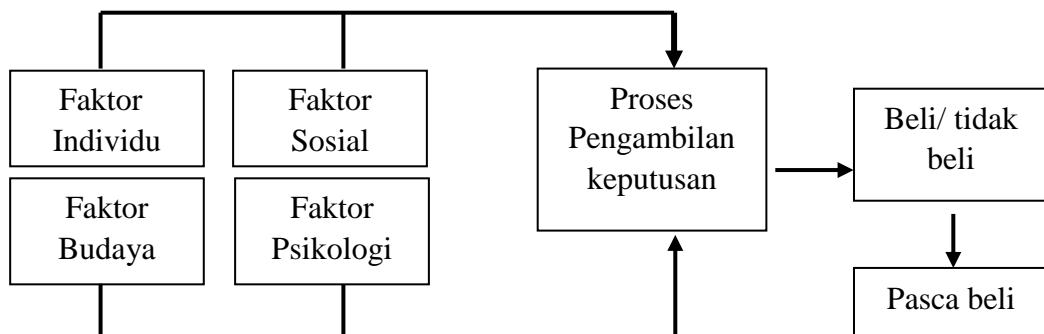 Faktor
Individu
Faktor
Sosial
Proses
Pengambilan
keputusan
Beli/ tidak
beli
Faktor
Budaya
Faktor
Psikologi
Pasca beli